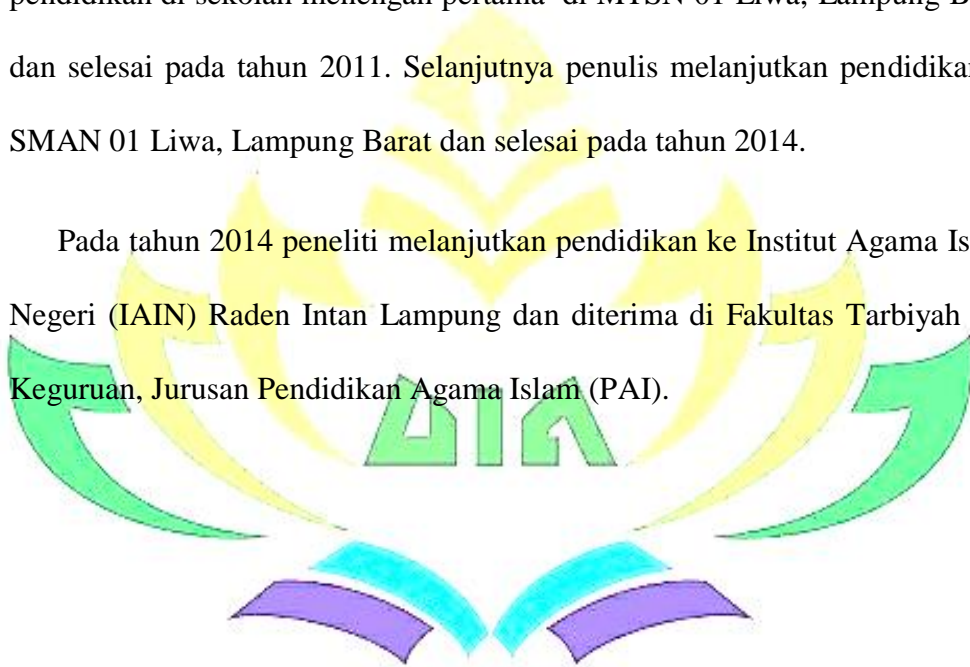 pendidikan di sekolah menengah pertama di MTSN 01 Liwa, Lampung B
dan selesai pada tahun 2011. Selanjutnya penulis melanjutkan pendidikan
SMAN 01 Liwa, Lampung Barat dan selesai pada tahun 2014.
Pada tahun 2014 peneliti melanjutkan pendidikan ke Institut Agama Is
Negeri (IAIN) Raden Intan Lampung dan diterima di Fakultas Tarbiyah
Keguruan, Jurusan Pendidikan Agama Islam (PAI).